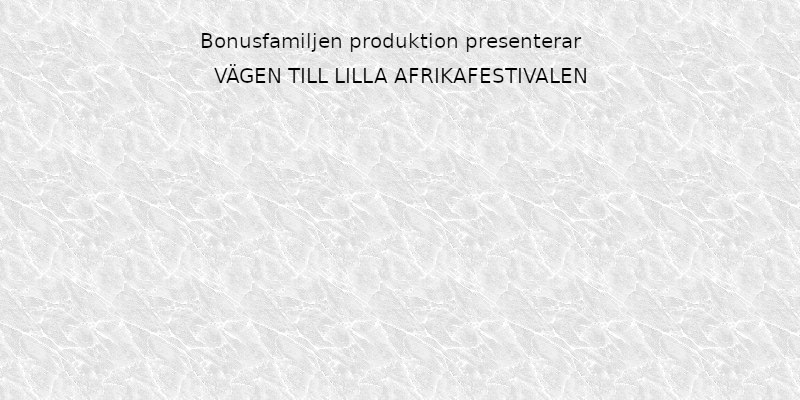 Bonusfamiljen produktion presenterar
VÄGEN TILL LILLA AFRIKAFESTIVALEN